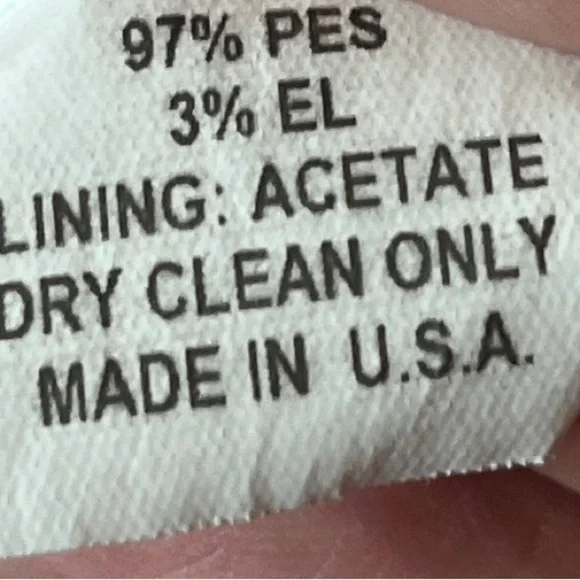 97% PES
3% EL
LINING: ACETATE
DRY CLEAN ONLY
MADE IN U.S.A.